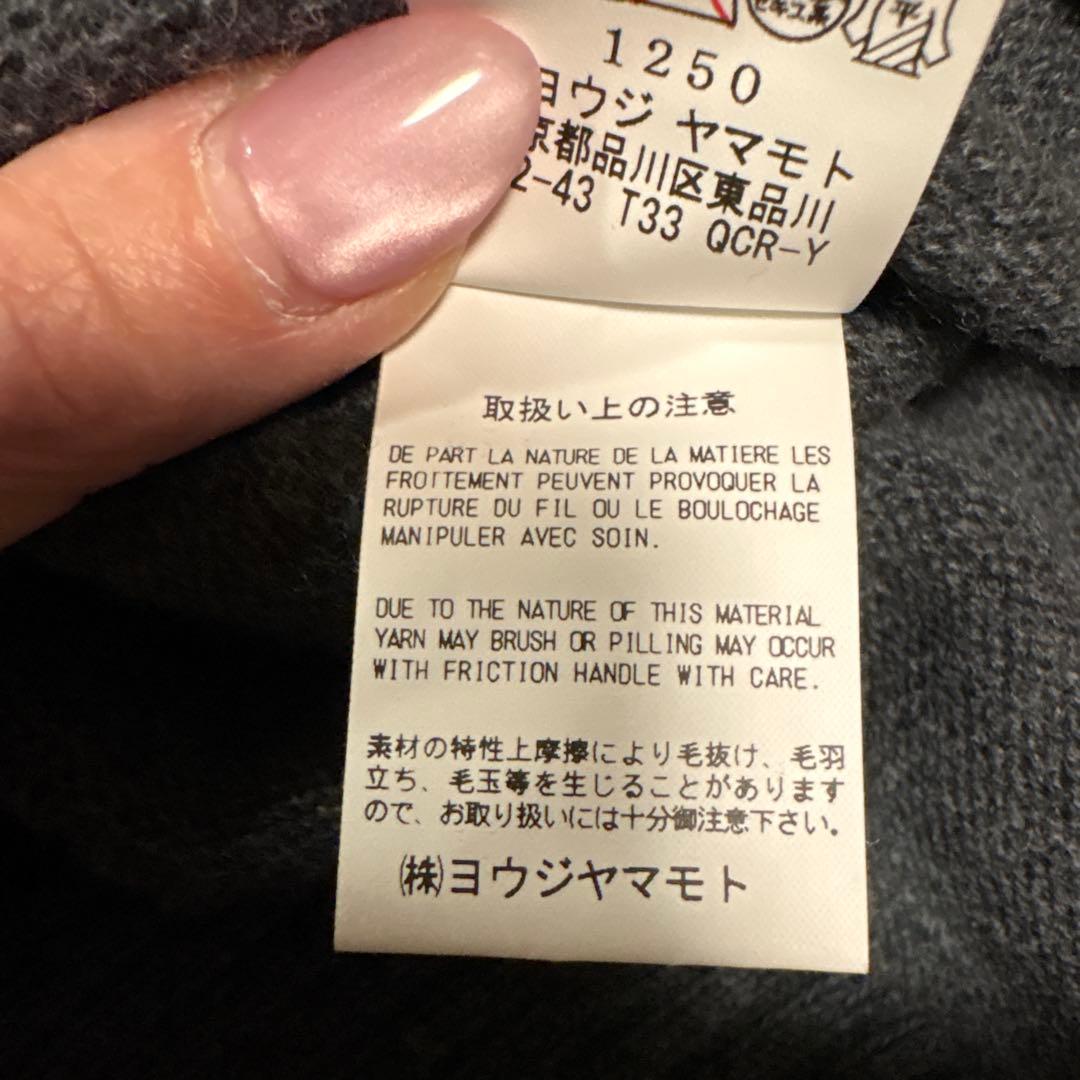 セキユ系
平
1250
ヨウジ ヤマモト
京都品川区東品川
2-43 T33 QCR-Y
取扱い上の注意
DE PART LA NATURE DE LA MATIERE LES
FROITEMENT PEUVENT PROVOQUER LA
RUPTURE DU FIL OU LE BOULOCHAGE
MANIPULER AVEC SOIN.
DUE TO THE NATURE OF THIS MATERIAL
YARN MAY BRUSH OR PILLING MAY OCCUR
WITH FRICTION HANDLE WITH CARE.
素材の特性上摩擦により毛抜け、毛羽
立ち、毛玉等を生じることがあります
ので、お取り扱いには十分御注意下さい。
㈱ヨウジヤマモト